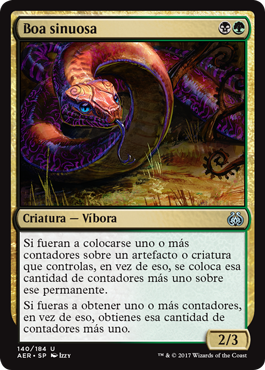 Boa sinuosa
Criatura — Víbora
Si fueran a colocarse uno o más
contadores sobre un artefacto o criatura
que controlas, en vez de eso, se coloca esa
cantidad de contadores más uno sobre
ese permanente.
Si fueras a obtener uno o más contadores,
en vez de eso, obtienes esa cantidad de
contadores más uno.
2/3
140/184 U
AER • SP Izzy
™ & © 2017 Wizards of the Coast